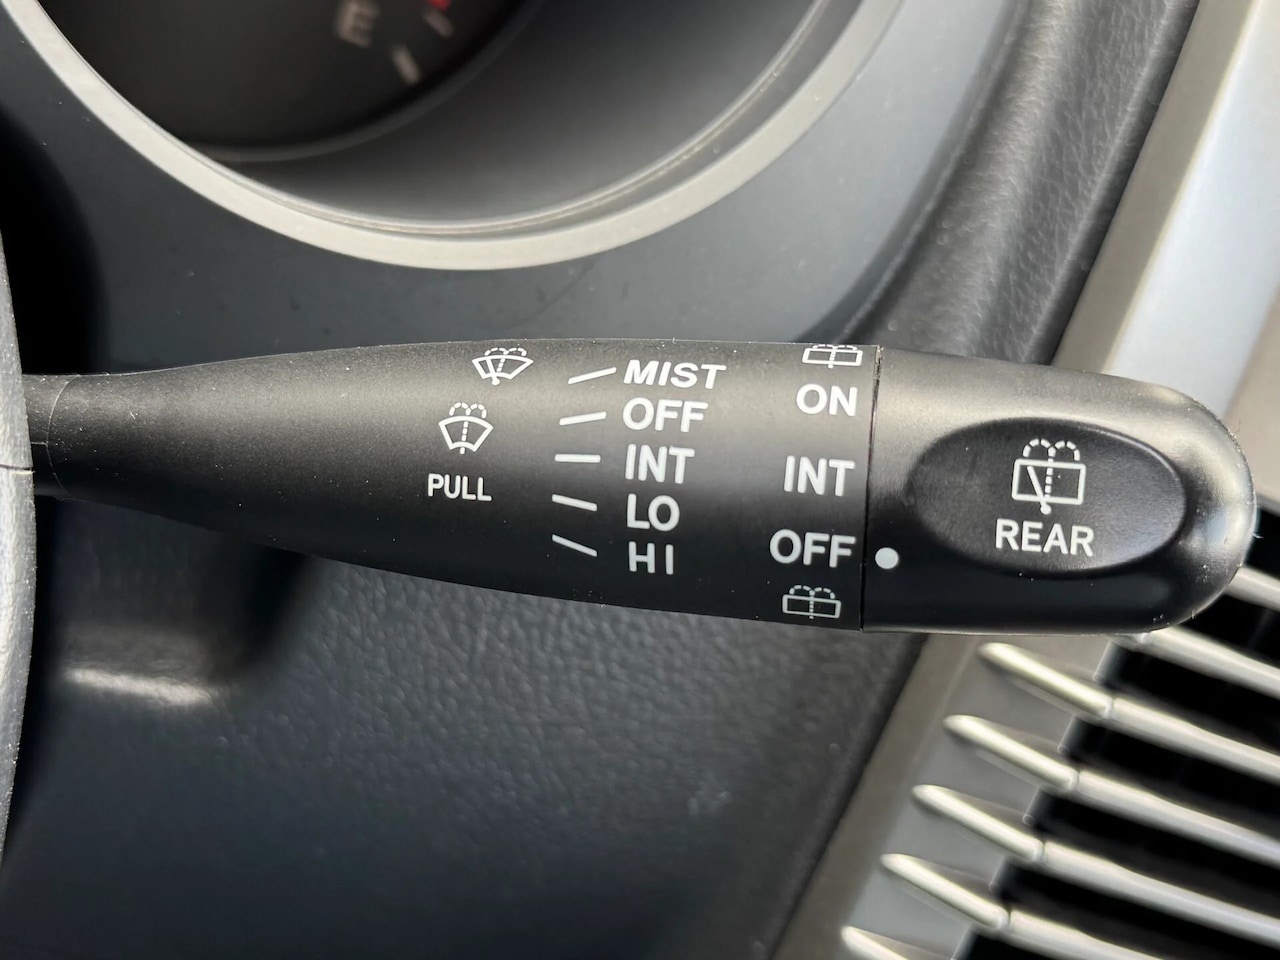 E
MIST
OFF
INT
LO
HI
PULL
ON
INT
OFF
REAR